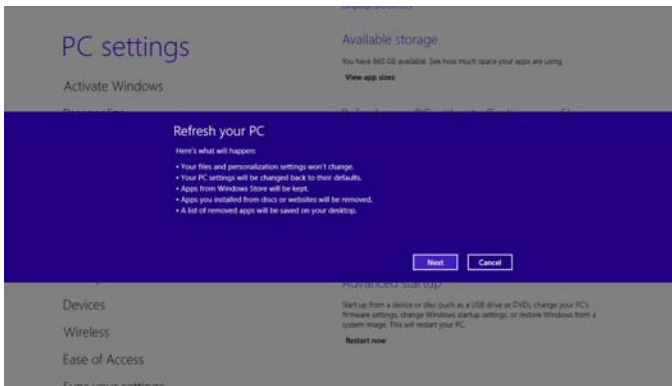 PC settings
Activate Windows
Available storage
You have 660 GB available. See how much space your apps are using.
View app sizes
Refresh your PC
Here's what will happen:
• Your files and personalization settings won't change.
• Your PC settings will be changed back to their defaults.
• Apps from Windows Store will be kept.
• Apps you installed from discs or websites will be removed.
• A list of removed apps will be saved on your desktop.
Next
Cancel
Advanced startup
Start up from a device or disc (such as a USB drive or DVD), change your PC's
firmware settings, change Windows startup settings, or restore Windows from a
system image. This will restart your PC.
Restart now
Devices
Wireless
Ease of Access
Sync your settings